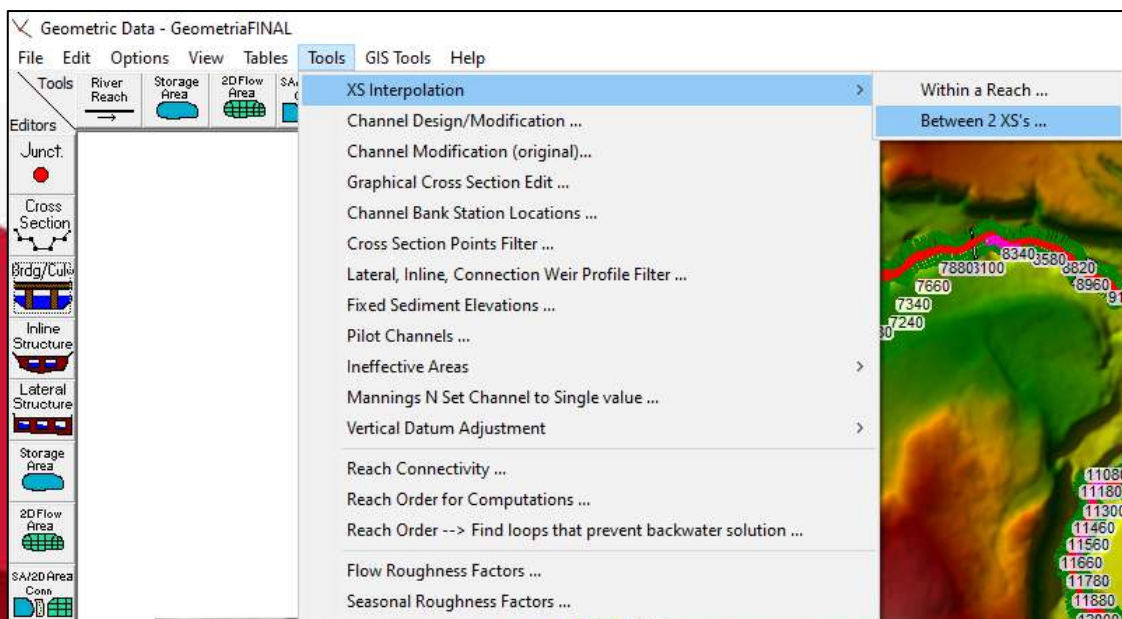 Geometric Data - GeometriaFINAL
File Edit Options View Tables Tools GIS Tools Help
Tools
Editors
River
Reach
Storage
Area
2D Flow
Area
Junct.
Cross
Section
Brdg/Culv
Inline
Structure
Lateral
Structure
Storage
Area
2D Flow
Area
SA/2D Area
Conn
XS Interpolation >
Channel Design/Modification ...
Channel Modification (original)...
Graphical Cross Section Edit ...
Channel Bank Station Locations ...
Cross Section Points Filter ...
Lateral, Inline, Connection Weir Profile Filter ...
Fixed Sediment Elevations ...
Pilot Channels ...
Ineffective Areas >
Mannings N Set Channel to Single value ...
Vertical Datum Adjustment >
Reach Connectivity ...
Reach Order for Computations ...
Reach Order --> Find loops that prevent backwater solution ...
Flow Roughness Factors ...
Seasonal Roughness Factors ...
Within a Reach ...
Between 2 XS's ...
8340
8820
7880
8960
7660
7340
7240
11180
11300
11460
11560
11660
11780
11880